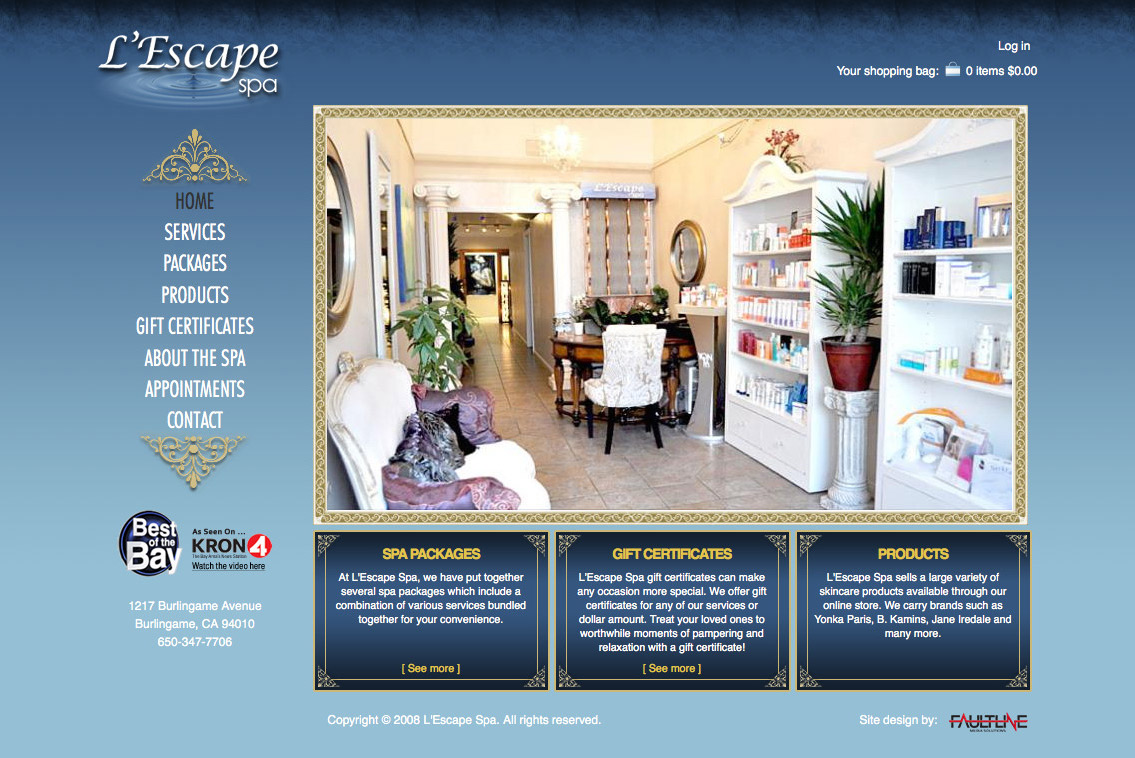 L'Escape
spa
Log in
Your shopping bag: 0 items $0.00
HOME
SERVICES
PACKAGES
PRODUCTS
GIFT CERTIFICATES
ABOUT THE SPA
APPOINTMENTS
CONTACT
L'Escape
Best
of the
Bay
As Seen On ...
KRON4
The Bay Area's News Station
Watch the video here
1217 Burlingame Avenue
Burlingame, CA 94010
650-347-7706
SPA PACKAGES
At L'Escape Spa, we have put together
several spa packages which include a
combination of various services bundled
together for your convenience.
[ See more ]
GIFT CERTIFICATES
L'Escape Spa gift certificates can make
any occasion more special. We offer gift
certificates for any of our services or
dollar amount. Treat your loved ones to
worthwhile moments of pampering and
relaxation with a gift certificate!
[ See more ]
PRODUCTS
L'Escape Spa sells a large variety of
skincare products available through our
online store. We carry brands such as
Yonka Paris, B. Kamins, Jane Iredale and
many more.
Copyright © 2008 L'Escape Spa. All rights reserved.
Site design by: FAULTLINE
MEDIA SOLUTIONS